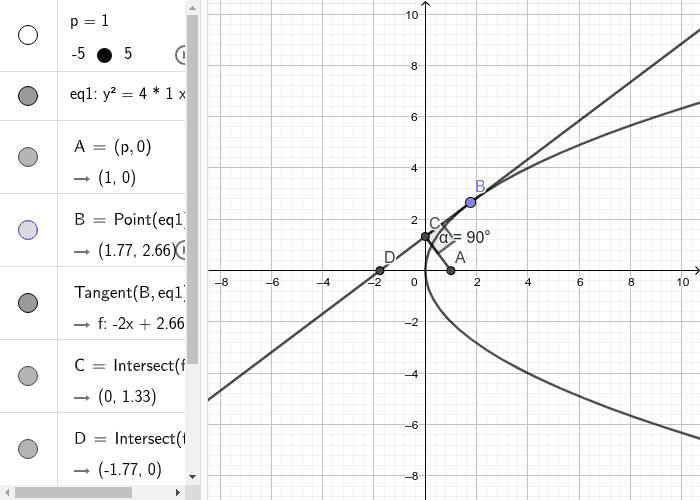 p = 1
-5 5
eq1: y² = 4 * 1 x
A = (p, 0)
→ (1, 0)
B = Point(eq1
→ (1.77, 2.66)
Tangent(B, eq1
→ f: -2x + 2.66
C = Intersect(f
→ (0, 1.33)
D = Intersect(f
→ (-1.77, 0)
10
8
6
4
2
−2
−4
−6
−8
−8 −6 −4 −2 0 2 4 6 8 10
B
C
α = 90°
D
A